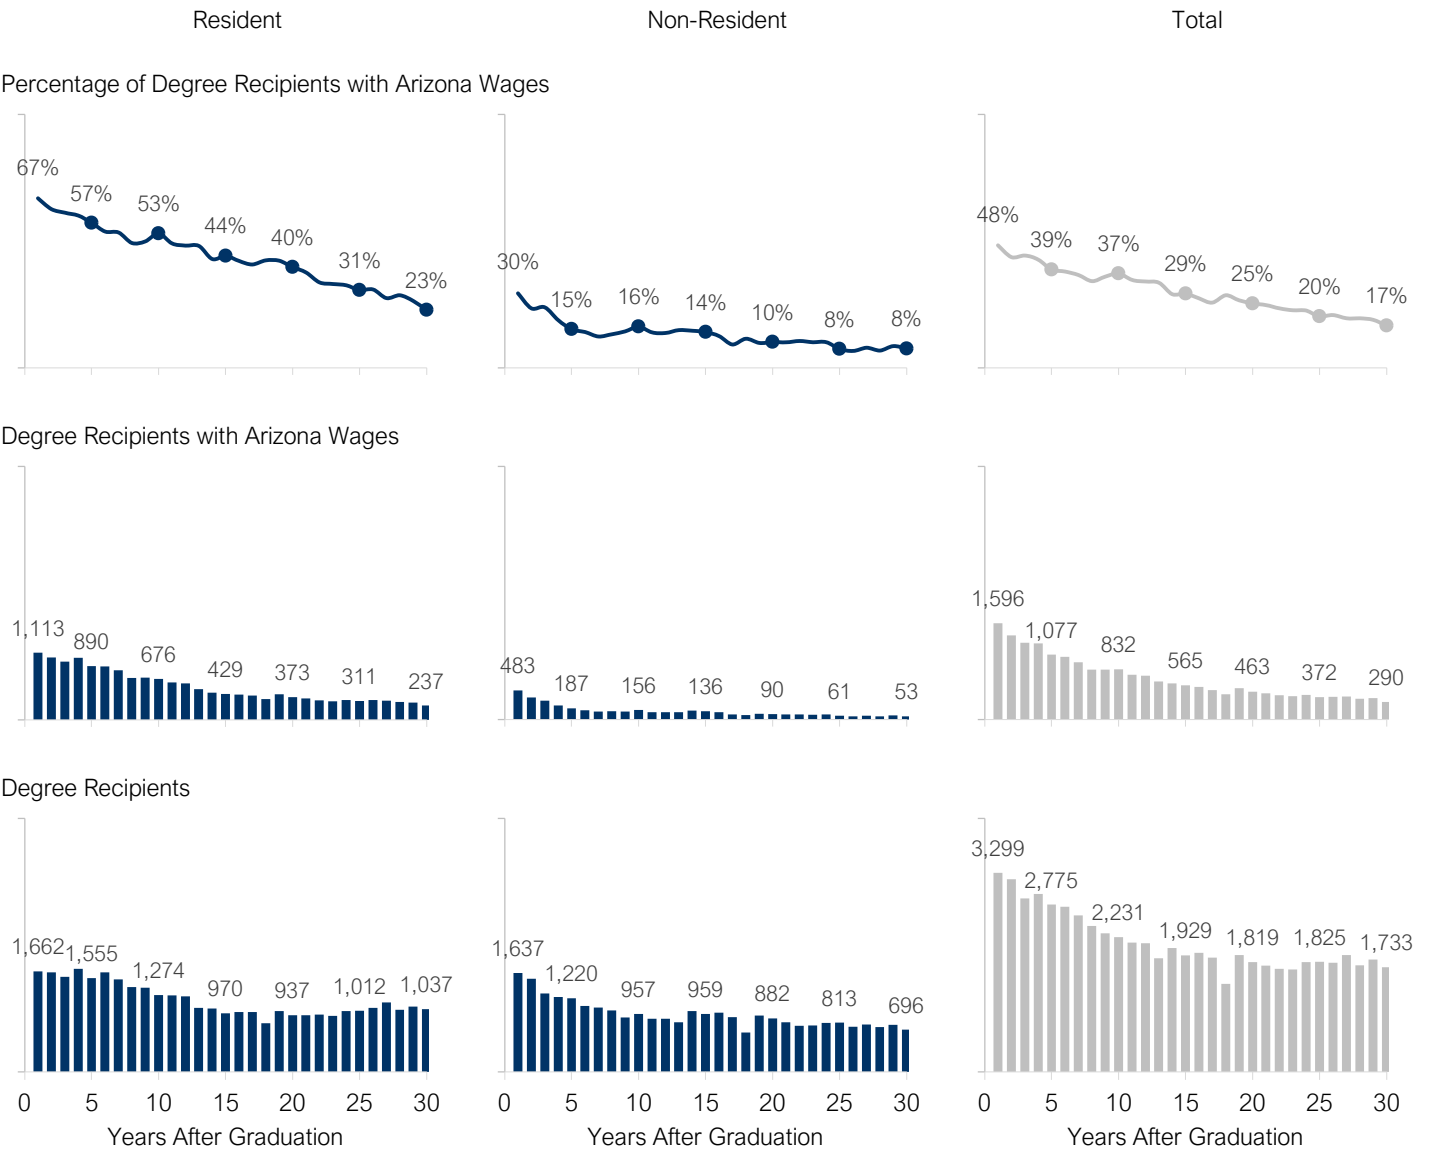 Resident Non-Resident Total
Percentage of Degree Recipients with Arizona Wages
67% 57% 53% 44% 40% 31% 23%
30% 15% 16% 14% 10% 8% 8%
48% 39% 37% 29% 25% 20% 17%
Degree Recipients with Arizona Wages
1,113 890 676 429 373 311 237
483 187 156 136 90 61 53
1,596 1,077 832 565 463 372 290
Degree Recipients
1,662 1,555 1,274 970 937 1,012 1,037
1,637 1,220 957 959 882 813 696
3,299 2,775 2,231 1,929 1,819 1,825 1,733
0 5 10 15 20 25 30
0 5 10 15 20 25 30
0 5 10 15 20 25 30
Years After Graduation Years After Graduation Years After Graduation